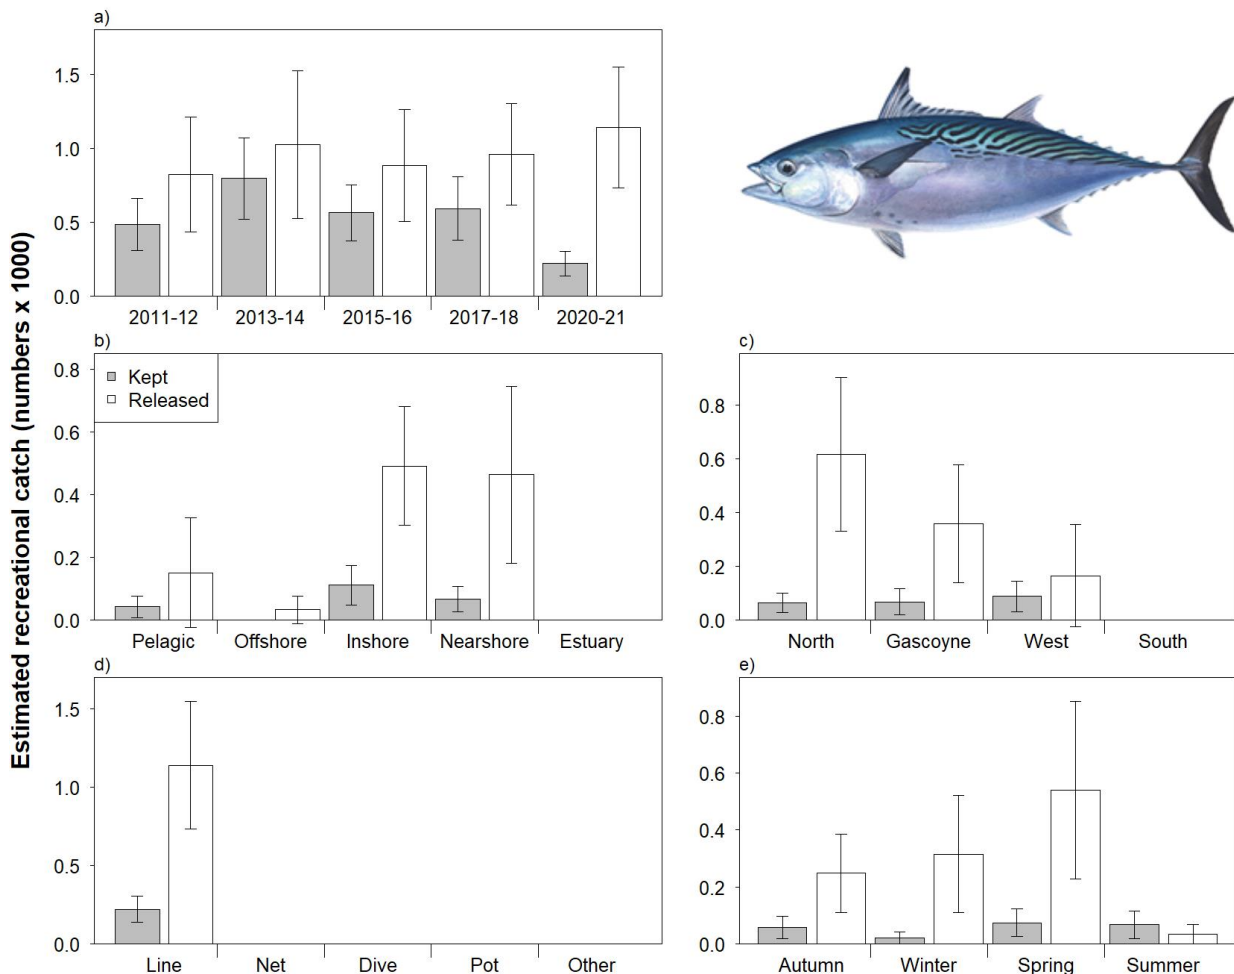 Estimated recreational catch (numbers x 1000)
a)
1.5
1.0
0.5
0.0
2011-12 2013-14 2015-16 2017-18 2020-21
b)
Kept
Released
0.8
0.6
0.4
0.2
0.0
Pelagic Offshore Inshore Nearshore Estuary
c)
0.8
0.6
0.4
0.2
0.0
North Gascoyne West South
d)
1.5
1.0
0.5
0.0
Line Net Dive Pot Other
e)
0.8
0.6
0.4
0.2
0.0
Autumn Winter Spring Summer